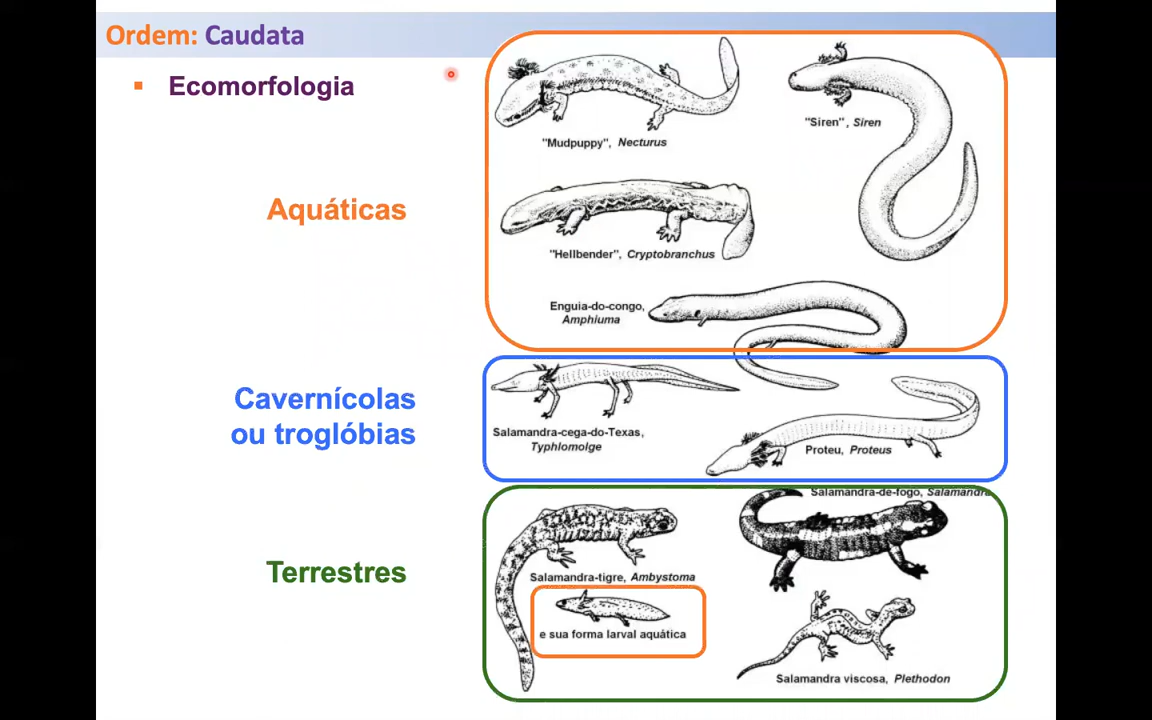 Ordem: Caudata
▪ Ecomorfologia
"Mudpuppy", Necturus
"Siren", Siren
Aquáticas
"Hellbender", Cryptobranchus
Enguia-do-congo,
Amphiuma
Cavernícolas
ou troglóbias
Salamandra-cega-do-Texas,
Typhlomolge
Proteu, Proteus
Salamandra-de-fogo, Salamandra
Terrestres
Salamandra-tigre, Ambystoma
e sua forma larval aquática
Salamandra viscosa, Plethodon